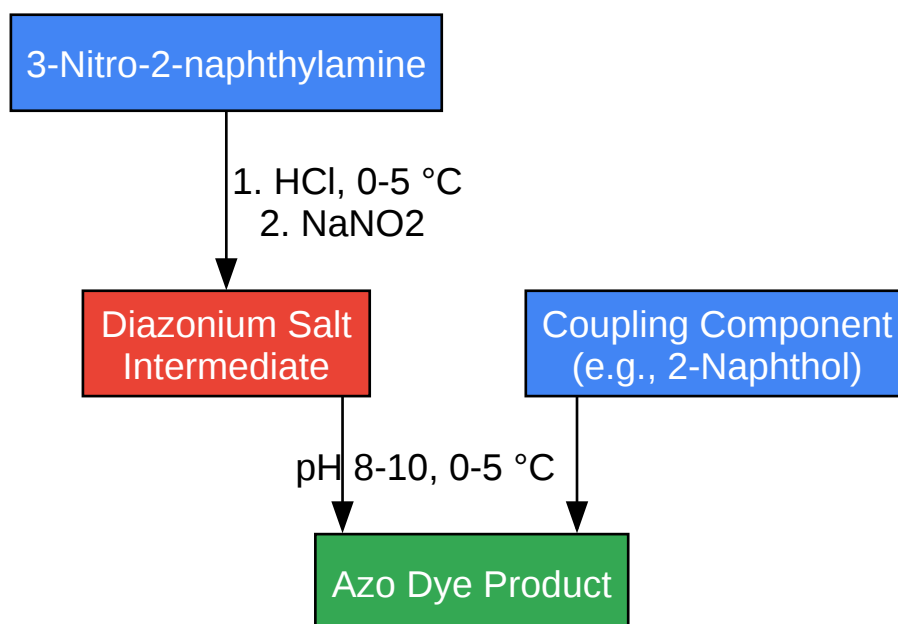 3-Nitro-2-naphthylamine
1. HCl, 0-5 °C
2. NaNO2
Diazonium Salt
Intermediate
Coupling Component
(e.g., 2-Naphthol)
pH 8-10, 0-5 °C
Azo Dye Product